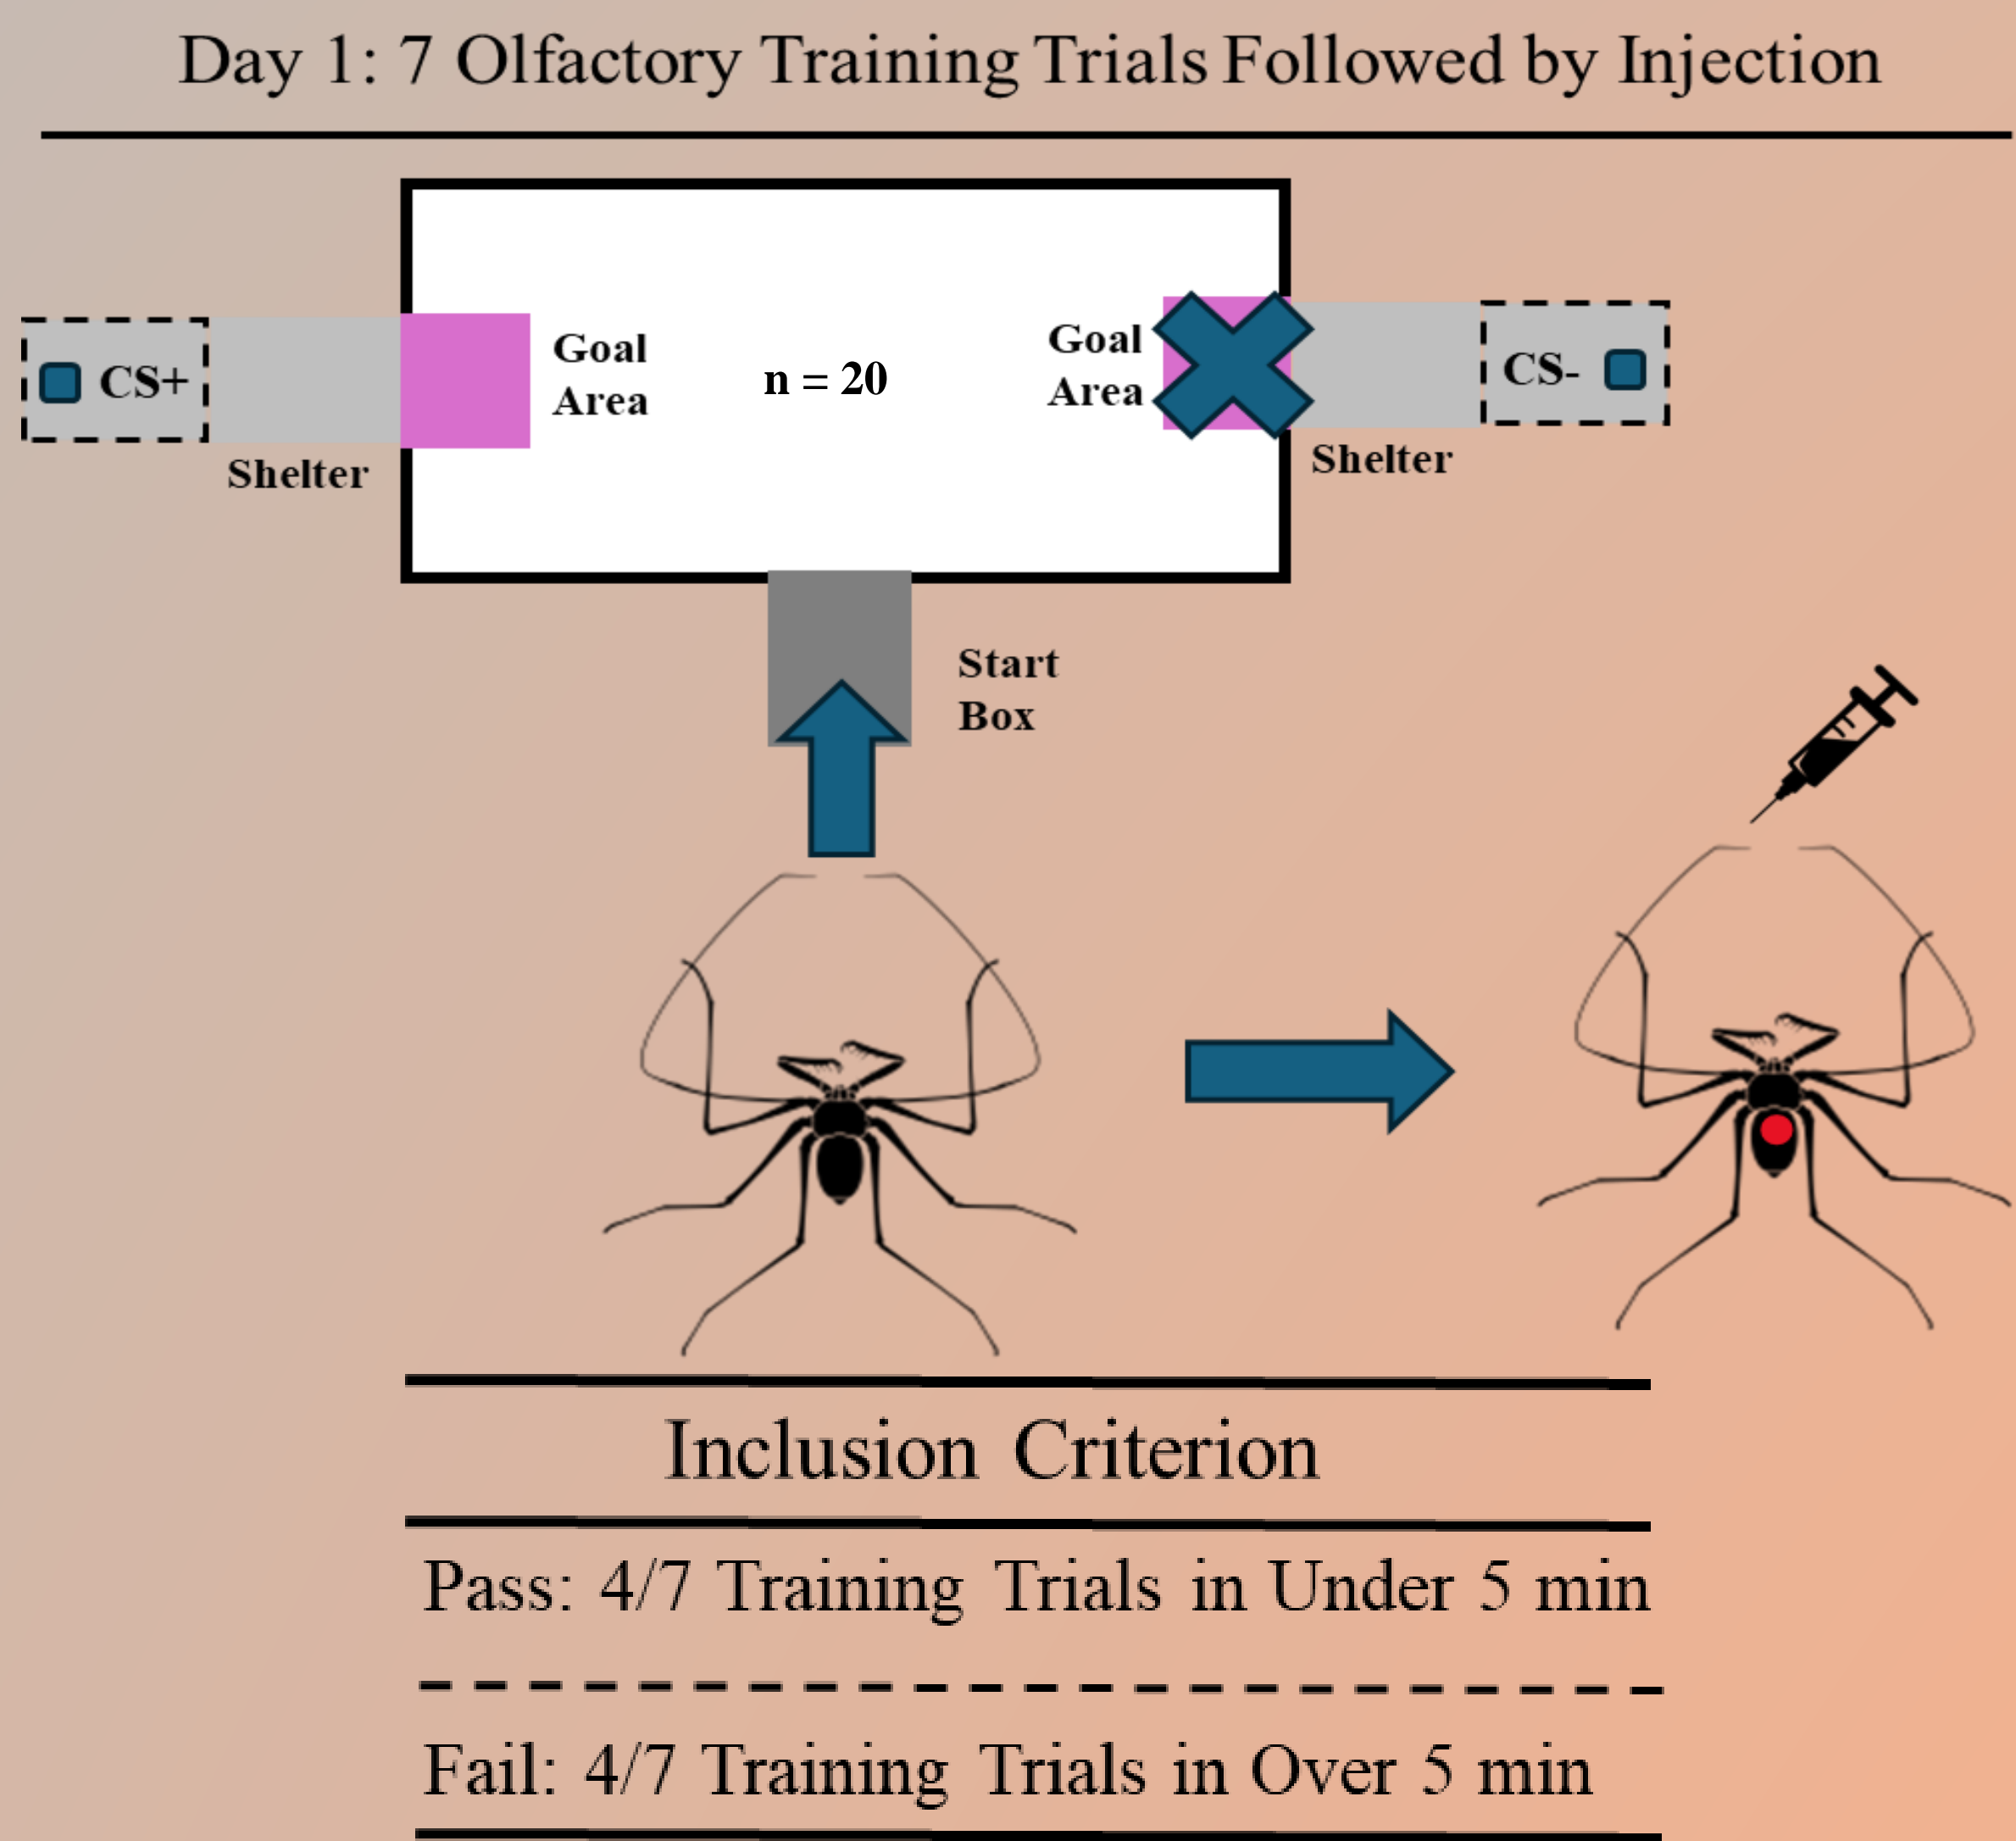 Day 1: 7 Olfactory Training Trials Followed by Injection
CS+
Shelter
Goal
Area
n = 20
Goal
Area
Shelter
CS-
Start
Box
Inclusion Criterion
Pass: 4/7 Training Trials in Under 5 min
Fail: 4/7 Training Trials in Over 5 min